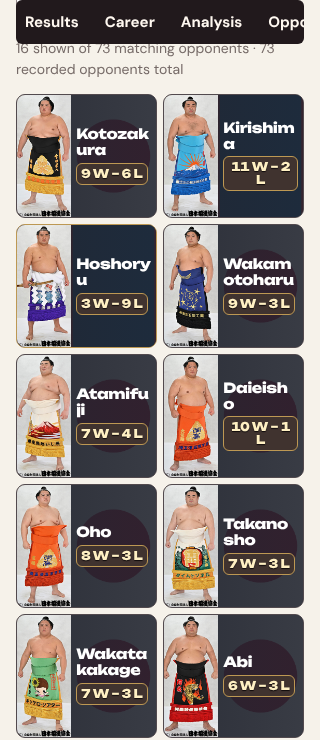 Results Career Analysis Oppo
16 shown of 73 matching opponents · 73
recorded opponents total
Kotozak
ura
9W–6L
Kirishim
a
11W–2
L
Hoshory
u
3W–9L
Wakam
otoharu
9W–3L
Atamifu
ji
7W–4L
Daieish
o
10W–1
L
Oho
8W–3L
Takano
sho
7W–3L
Wakata
kakage
7W–3L
Abi
6W–3L